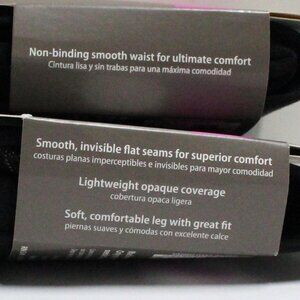 Non-binding smooth waist for ultimate comfort
Cintura lisa y sin trabas para una máxima comodidad
Smooth, invisible flat seams for superior comfort
costuras planas imperceptibles e invisibles para mayor comodidad
Lightweight opaque coverage
cobertura opaca ligera
Soft, comfortable leg with great fit
piernas suaves y cómodas con excelente calce